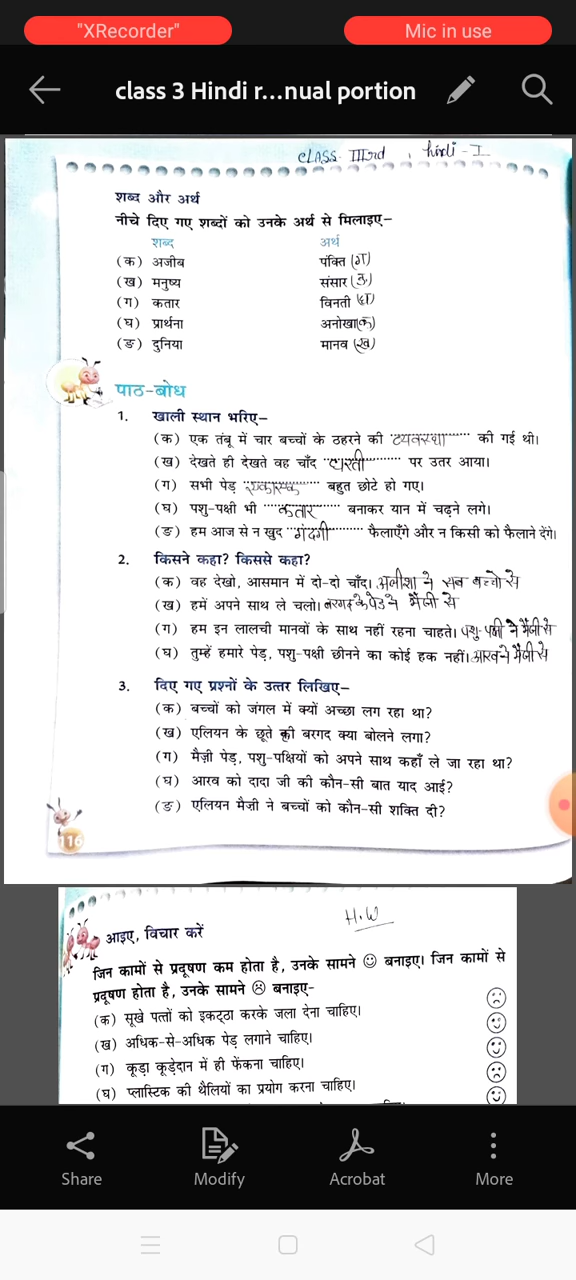 "XRecorder"
Mic in use
class 3 Hindi r...nual portion
CLASS- IIIrd , hindi - I
शब्द और अर्थ
नीचे दिए गए शब्दों को उनके अर्थ से मिलाइए–
शब्द अर्थ
(क) अजीब पंक्ति (ग)
(ख) मनुष्य संसार (ङ)
(ग) कतार विनती (घ)
(घ) प्रार्थना अनोखा(क)
(ङ) दुनिया मानव (ख)
पाठ-बोध
1. खाली स्थान भरिए–
(क) एक तंबू में चार बच्चों के ठहरने की व्यवस्था की गई थी।
(ख) देखते ही देखते वह चाँद धरती पर उतर आया।
(ग) सभी पेड़ एकाएक बहुत छोटे हो गए।
(घ) पशु-पक्षी भी कतार बनाकर यान में चढ़ने लगे।
(ङ) हम आज से न खुद गंदगी फैलाएँगे और न किसी को फैलाने देंगे।
2. किसने कहा? किससे कहा?
(क) वह देखो, आसमान में दो-दो चाँद। अलीशा ने सब बच्चो से
(ख) हमें अपने साथ ले चलो। बरगद के पेड ने मैज़ी से
(ग) हम इन लालची मानवों के साथ नहीं रहना चाहते। पशु-पक्षी ने मैज़ी से
(घ) तुम्हें हमारे पेड़, पशु-पक्षी छीनने का कोई हक नहीं। आरव ने मैज़ी से
3. दिए गए प्रश्नों के उत्तर लिखिए–
(क) बच्चों को जंगल में क्यों अच्छा लग रहा था?
(ख) एलियन के छूते ही बरगद क्या बोलने लगा?
(ग) मैज़ी पेड़, पशु-पक्षियों को अपने साथ कहाँ ले जा रहा था?
(घ) आरव को दादा जी की कौन-सी बात याद आई?
(ङ) एलियन मैज़ी ने बच्चों को कौन-सी शक्ति दी?
116
H.W
आइए, विचार करें
जिन कामों से प्रदूषण कम होता है, उनके सामने ☺ बनाइए। जिन कामों से
प्रदूषण होता है, उनके सामने ☹ बनाइए–
(क) सूखे पत्तों को इकट्ठा करके जला देना चाहिए।
(ख) अधिक-से-अधिक पेड़ लगाने चाहिए।
(ग) कूड़ा कूड़ेदान में ही फेंकना चाहिए।
(घ) प्लास्टिक की थैलियों का प्रयोग करना चाहिए।
Share
Modify
Acrobat
More